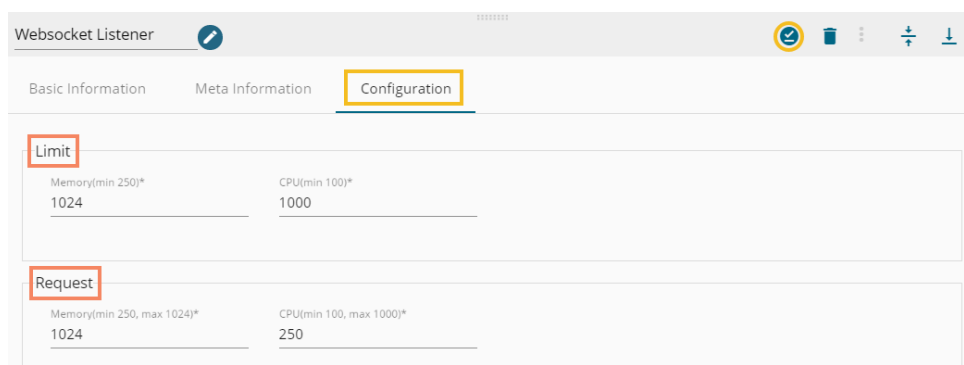 Websocket Listener
Basic Information Meta Information Configuration
Limit
Memory(min 250)* CPU(min 100)*
1024 1000
Request
Memory(min 250, max 1024)* CPU(min 100, max 1000)*
1024 250